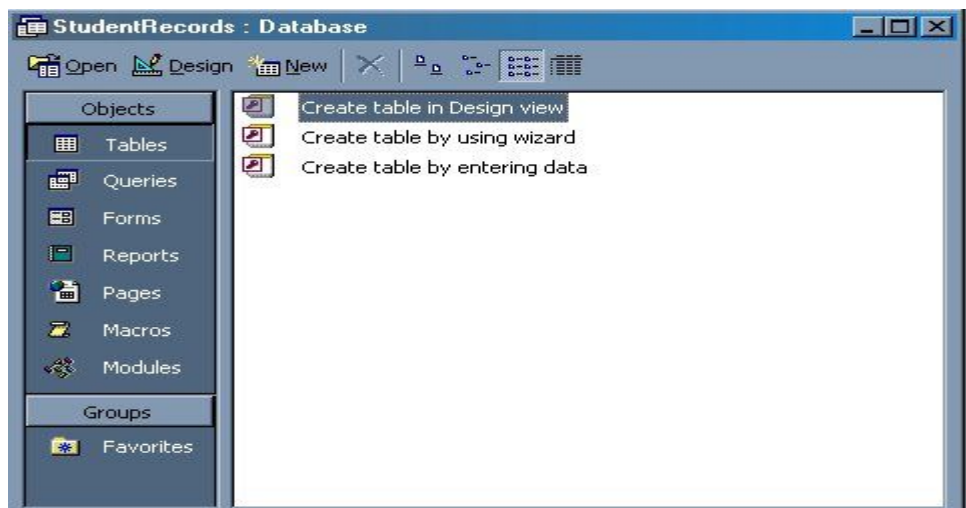 StudentRecords : Database
Open Design New
Objects
Tables
Queries
Forms
Reports
Pages
Macros
Modules
Groups
Favorites
Create table in Design view
Create table by using wizard
Create table by entering data